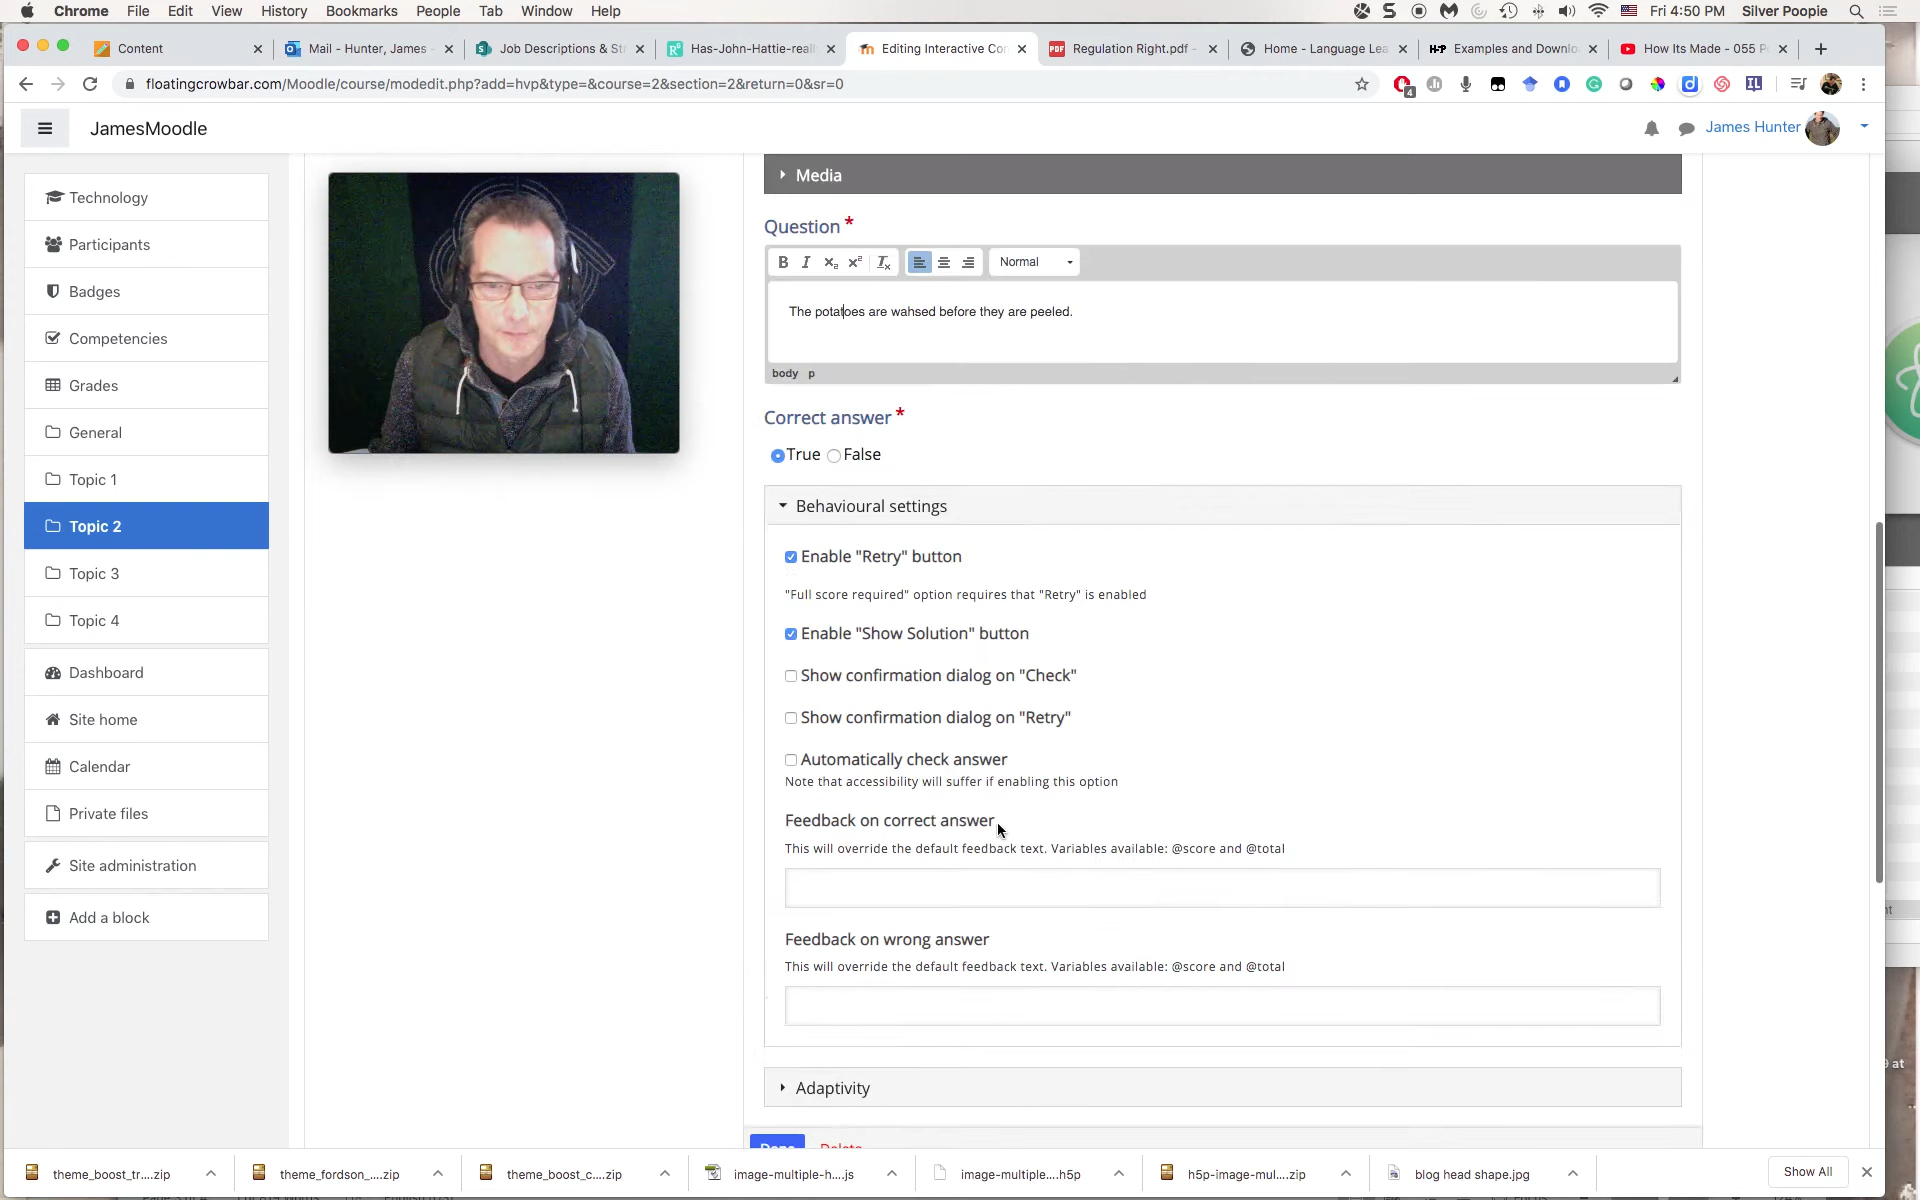 Chrome File Edit View History Bookmarks People Tab Window Help Fri 4:50 PM Silver Poopie
Content Mail - Hunter, James - Job Descriptions & St Has-John-Hattie-reall Editing Interactive Con Regulation Right.pdf - Home - Language Lea H-P Examples and Downlo How Its Made - 055 P
floatingcrowbar.com/Moodle/course/modedit.php?add=hvp&type=&course=2&section=2&return=0&sr=0
JamesMoodle James Hunter
Technology
Participants
Badges
Competencies
Grades
General
Topic 1
Topic 2
Topic 3
Topic 4
Dashboard
Site home
Calendar
Private files
Site administration
Add a block
Media
Question *
B I Normal
The potatoes are wahsed before they are peeled.
body p
Correct answer *
True False
Behavioural settings
Enable "Retry" button
"Full score required" option requires that "Retry" is enabled
Enable "Show Solution" button
Show confirmation dialog on "Check"
Show confirmation dialog on "Retry"
Automatically check answer
Note that accessibility will suffer if enabling this option
Feedback on correct answer
This will override the default feedback text. Variables available: @score and @total
Feedback on wrong answer
This will override the default feedback text. Variables available: @score and @total
Adaptivity
Done Delete
theme_boost_tr....zip theme_fordson_....zip theme_boost_c....zip image-multiple-h....js image-multiple....h5p h5p-image-mul....zip blog head shape.jpg Show All